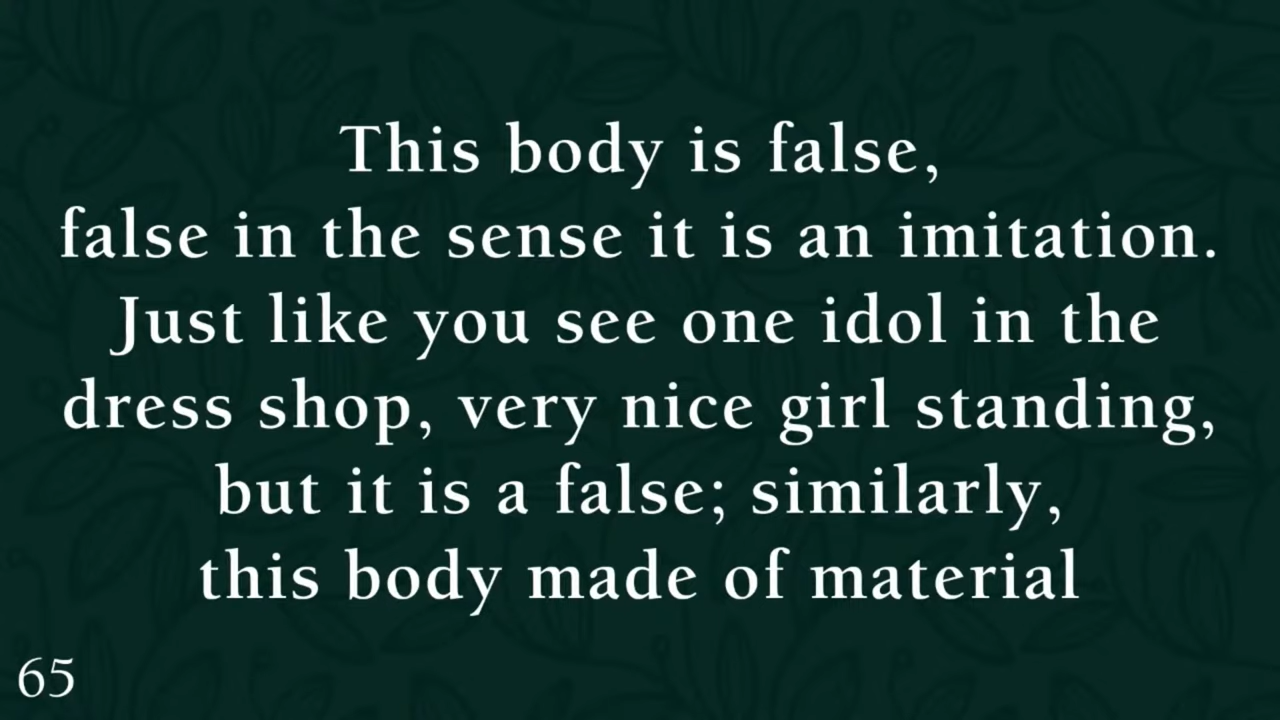 This body is false,
false in the sense it is an imitation.
Just like you see one idol in the
dress shop, very nice girl standing,
but it is a false; similarly,
this body made of material
65